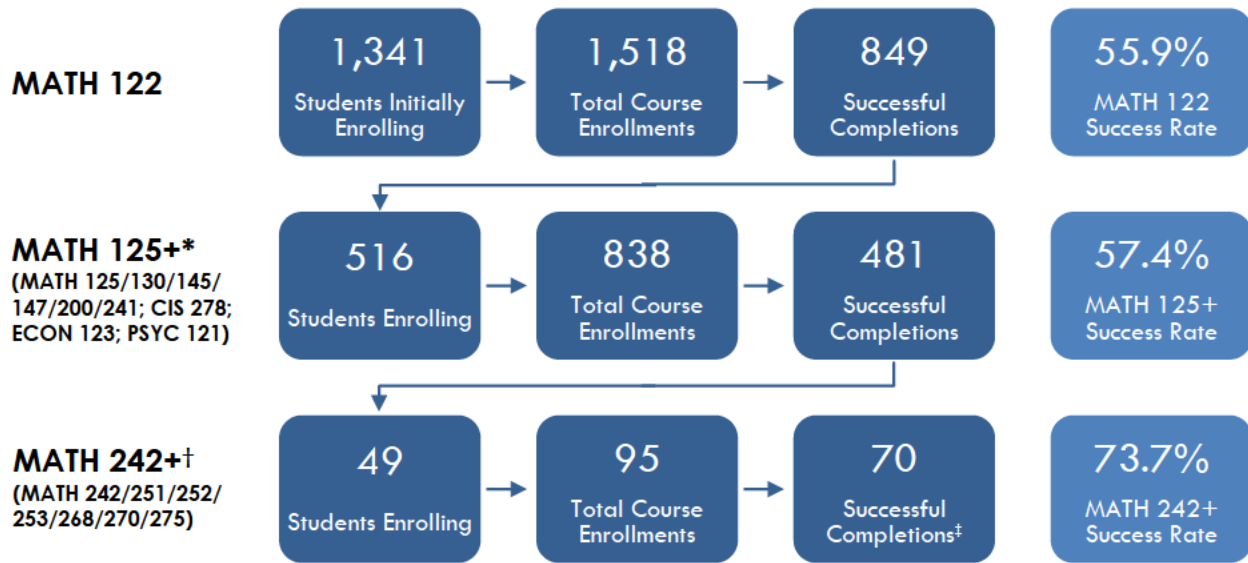 MATH 122
1,341
Students Initially
Enrolling
1,518
Total Course
Enrollments
849
Successful
Completions
55.9%
MATH 122
Success Rate
MATH 125+*
(MATH 125/130/145/
147/200/241; CIS 278;
ECON 123; PSYC 121)
516
Students Enrolling
838
Total Course
Enrollments
481
Successful
Completions
57.4%
MATH 125+
Success Rate
MATH 242+†
(MATH 242/251/252/
253/268/270/275)
49
Students Enrolling
95
Total Course
Enrollments
70
Successful
Completions‡
73.7%
MATH 242+
Success Rate